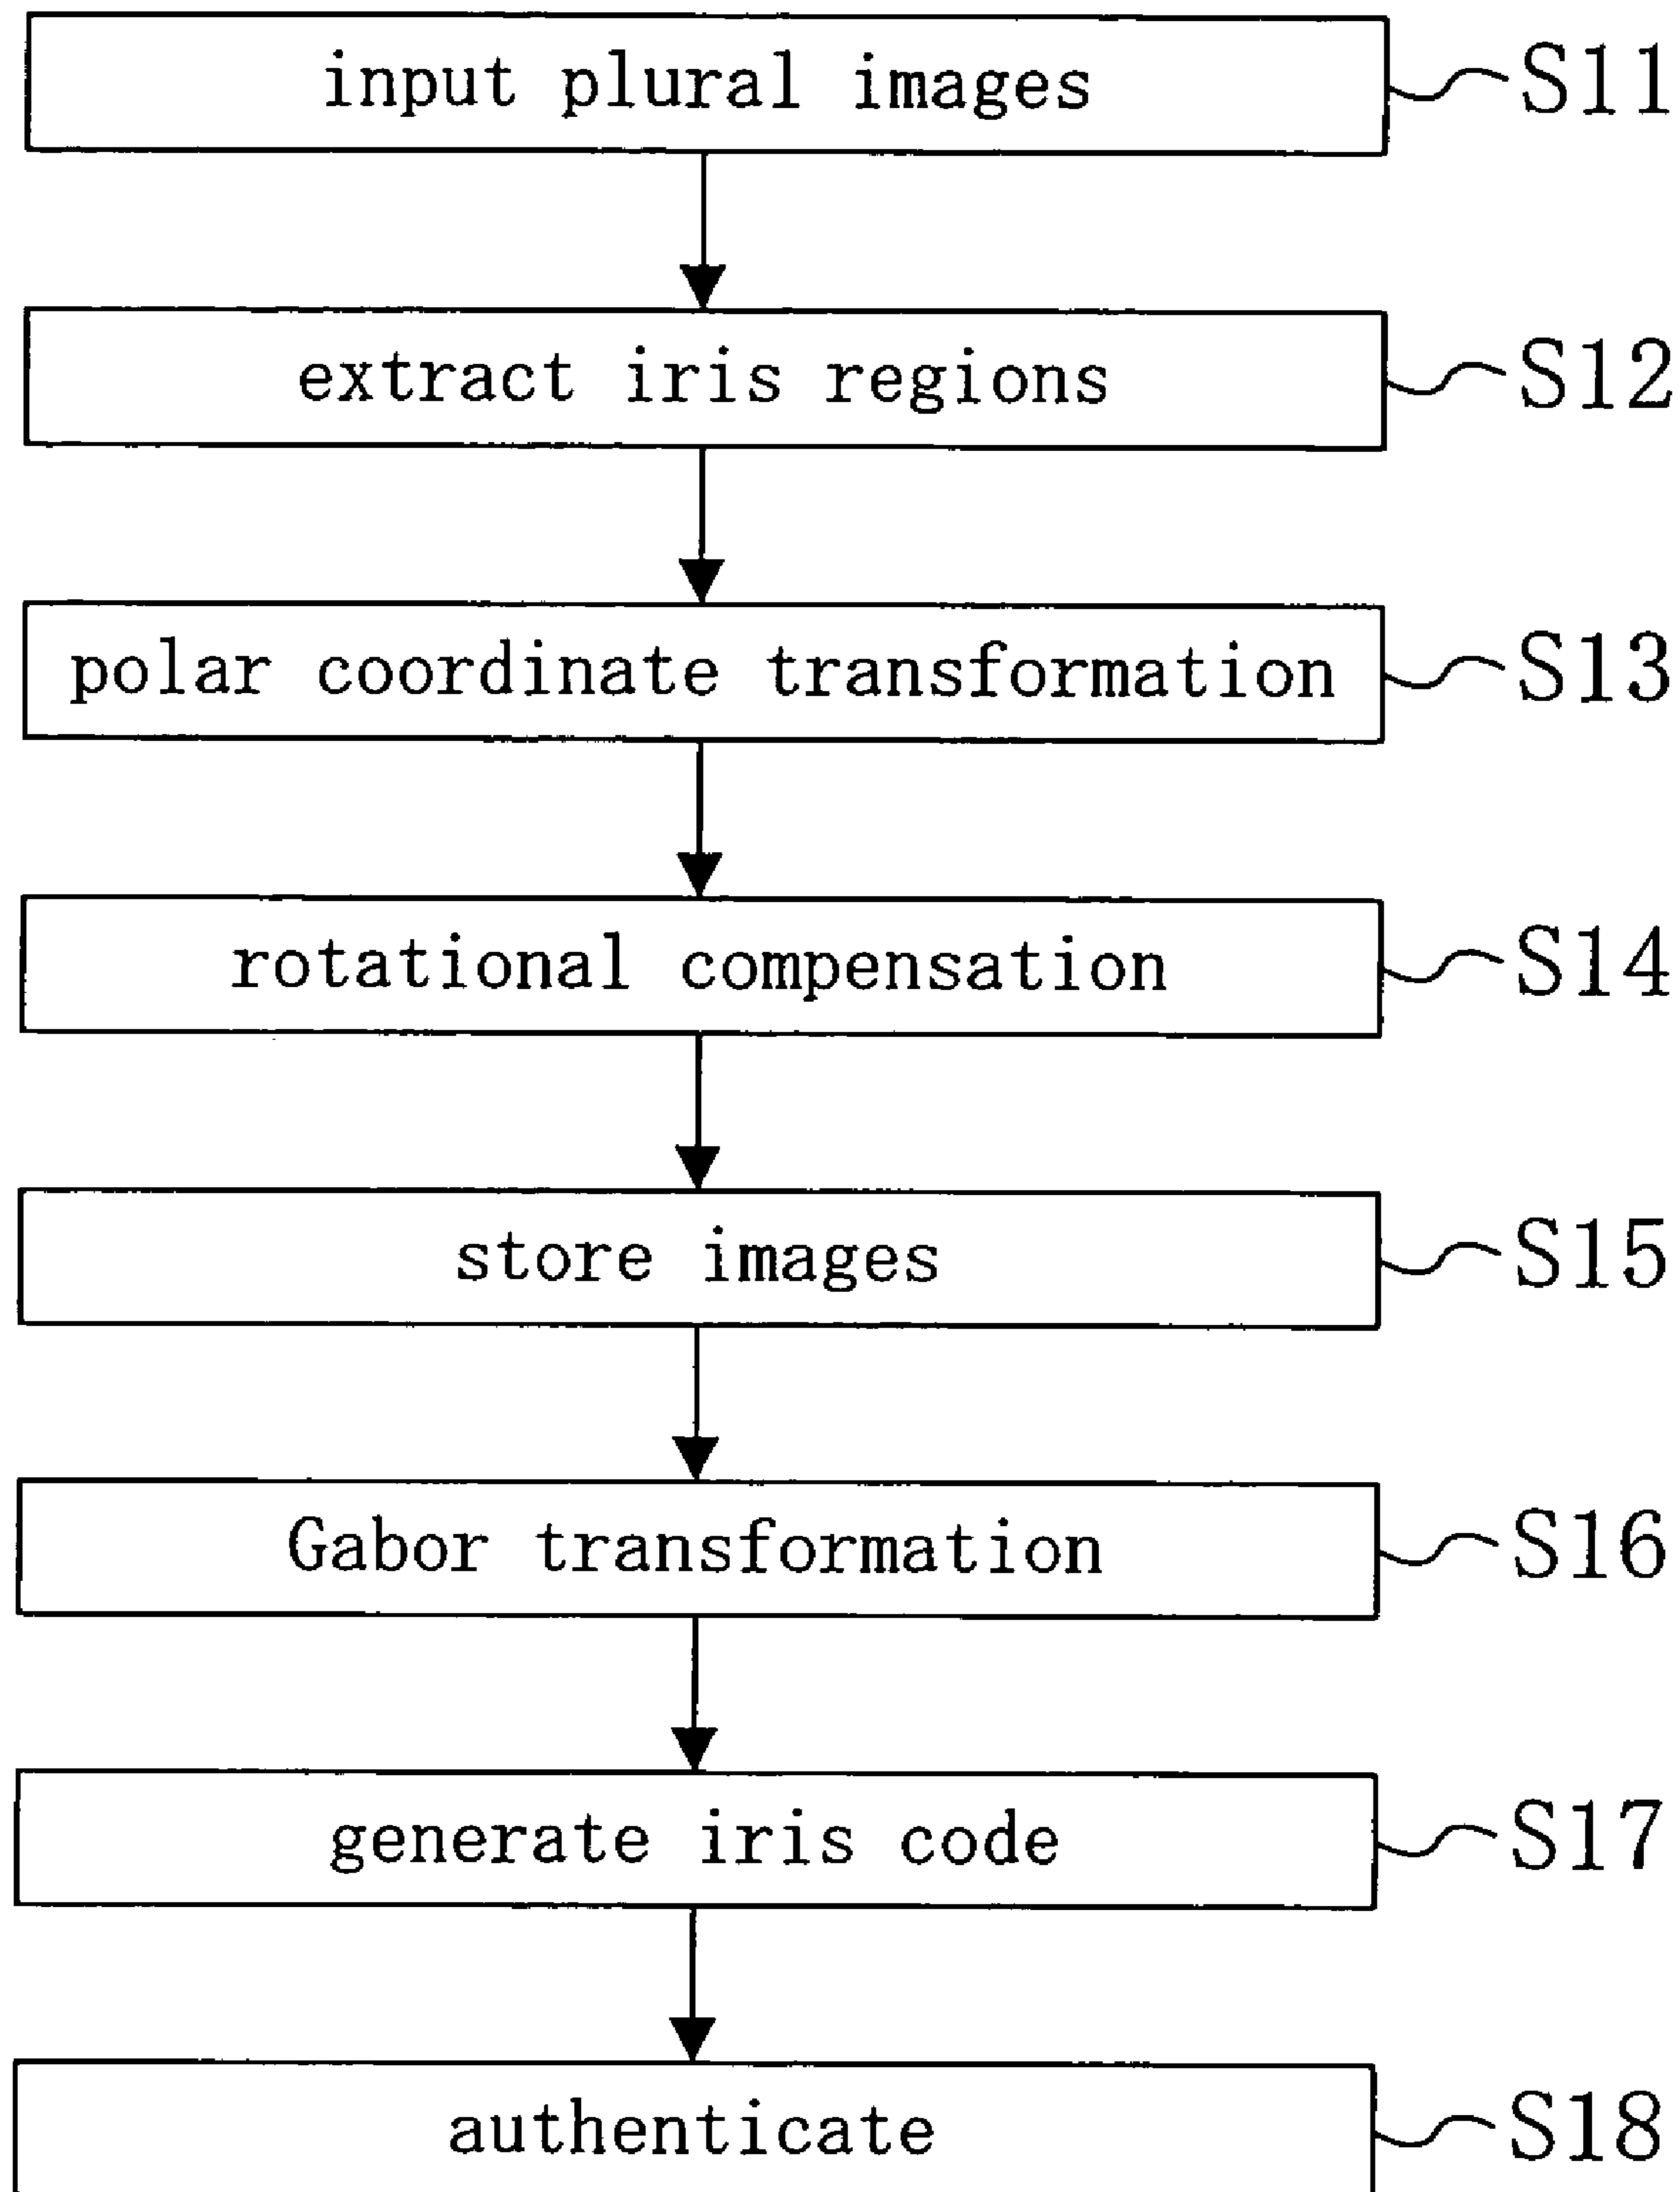 input plural images S11
extract iris regions S12
polar coordinate transformation S13
rotational compensation S14
store images S15
Gabor transformation S16
generate iris code S17
authenticate S18